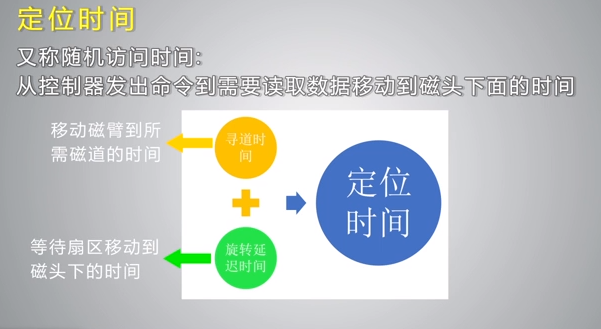 定位时间
又称随机访问时间:
从控制器发出命令到需要读取数据移动到磁头下面的时间
移动磁臂到所
需磁道的时间
寻道时
间
定位
时间
等待扇区移动到
磁头下的时间
旋转延
迟时间